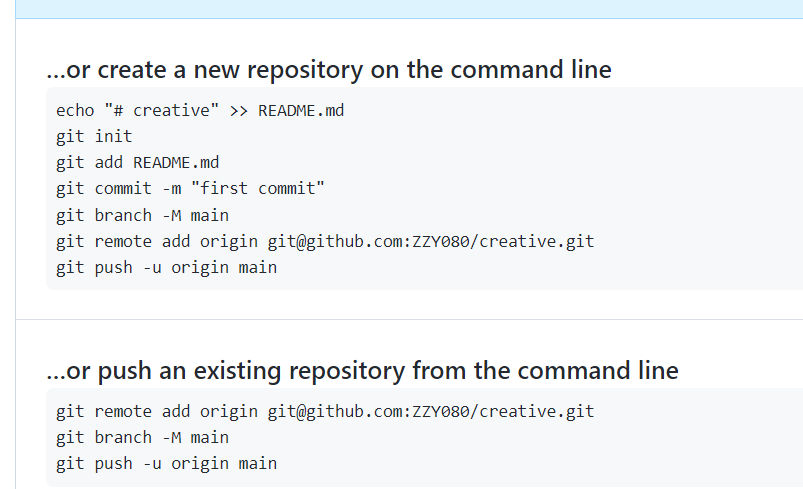 ...or create a new repository on the command line
echo "# creative" >> README.md
git init
git add README.md
git commit -m "first commit"
git branch -M main
git remote add origin git@github.com:ZZY080/creative.git
git push -u origin main
...or push an existing repository from the command line
git remote add origin git@github.com:ZZY080/creative.git
git branch -M main
git push -u origin main